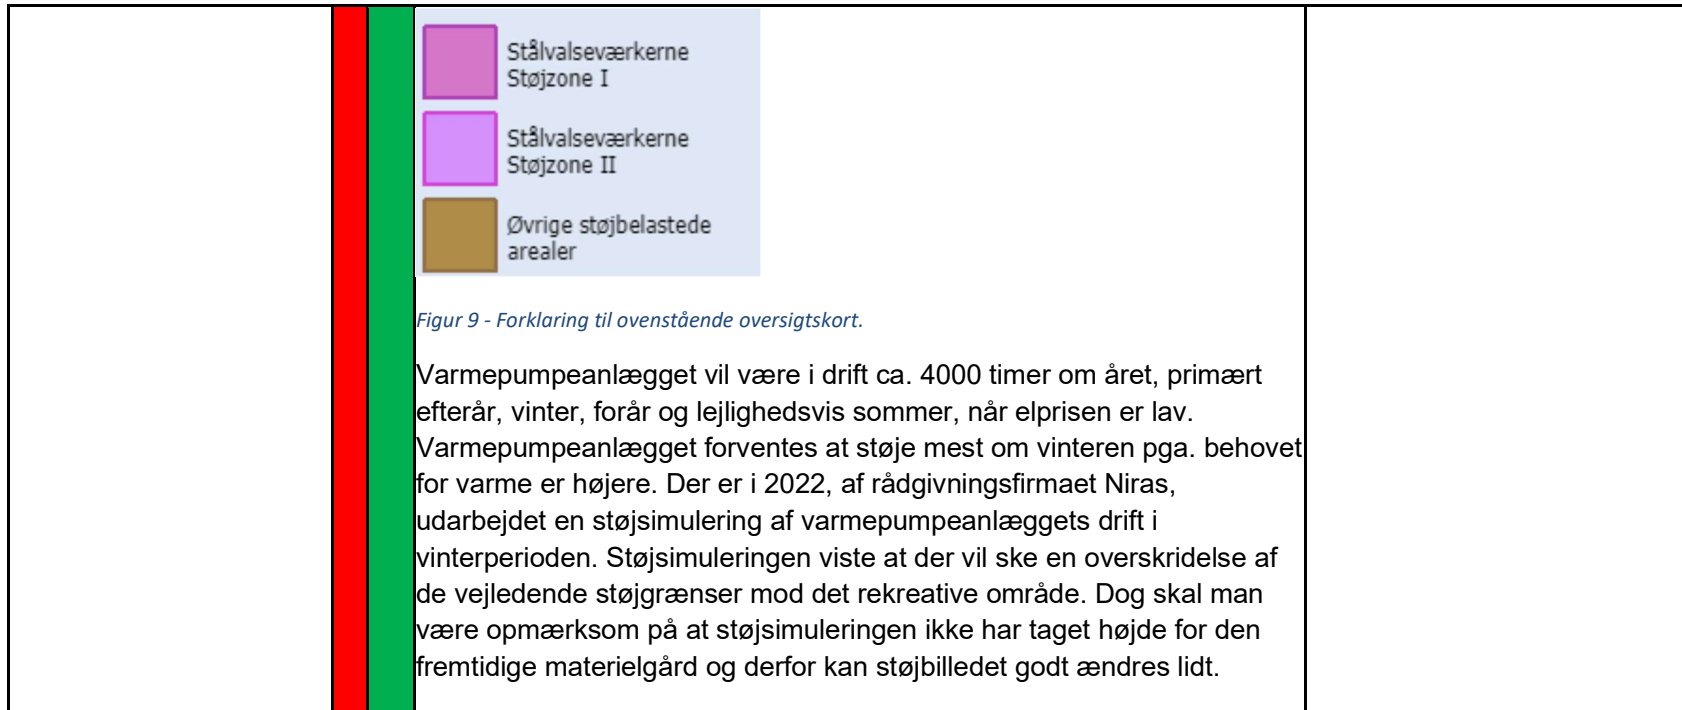 Stålvalseværkerne
Støjzone I
Stålvalseværkerne
Støjzone II
Øvrige støjbelastede
arealer
Figur 9 - Forklaring til ovenstående oversigtskort.
Varmepumpeanlægget vil være i drift ca. 4000 timer om året, primært
efterår, vinter, forår og lejlighedsvis sommer, når elprisen er lav.
Varmepumpeanlægget forventes at støje mest om vinteren pga. behovet
for varme er højere. Der er i 2022, af rådgivningsfirmaet Niras,
udarbejdet en støjsimulering af varmepumpeanlæggets drift i
vinterperioden. Støjsimuleringen viste at der vil ske en overskridelse af
de vejledende støjgrænser mod det rekreative område. Dog skal man
være opmærksom på at støjsimuleringen ikke har taget højde for den
fremtidige materielgård og derfor kan støjbilledet godt ændres lidt.